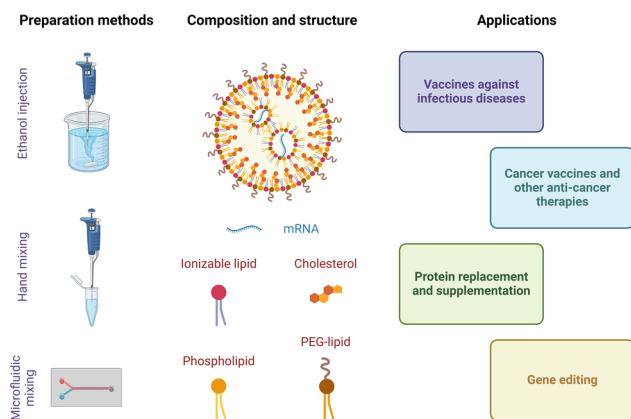 Preparation methods
Composition and structure
Applications
Ethanol injection
Hand mixing
Microfluidic
mixing
mRNA
Ionizable lipid
Cholesterol
Phospholipid
PEG-lipid
Vaccines against
infectious diseases
Cancer vaccines and
other anti-cancer
therapies
Protein replacement
and supplementation
Gene editing